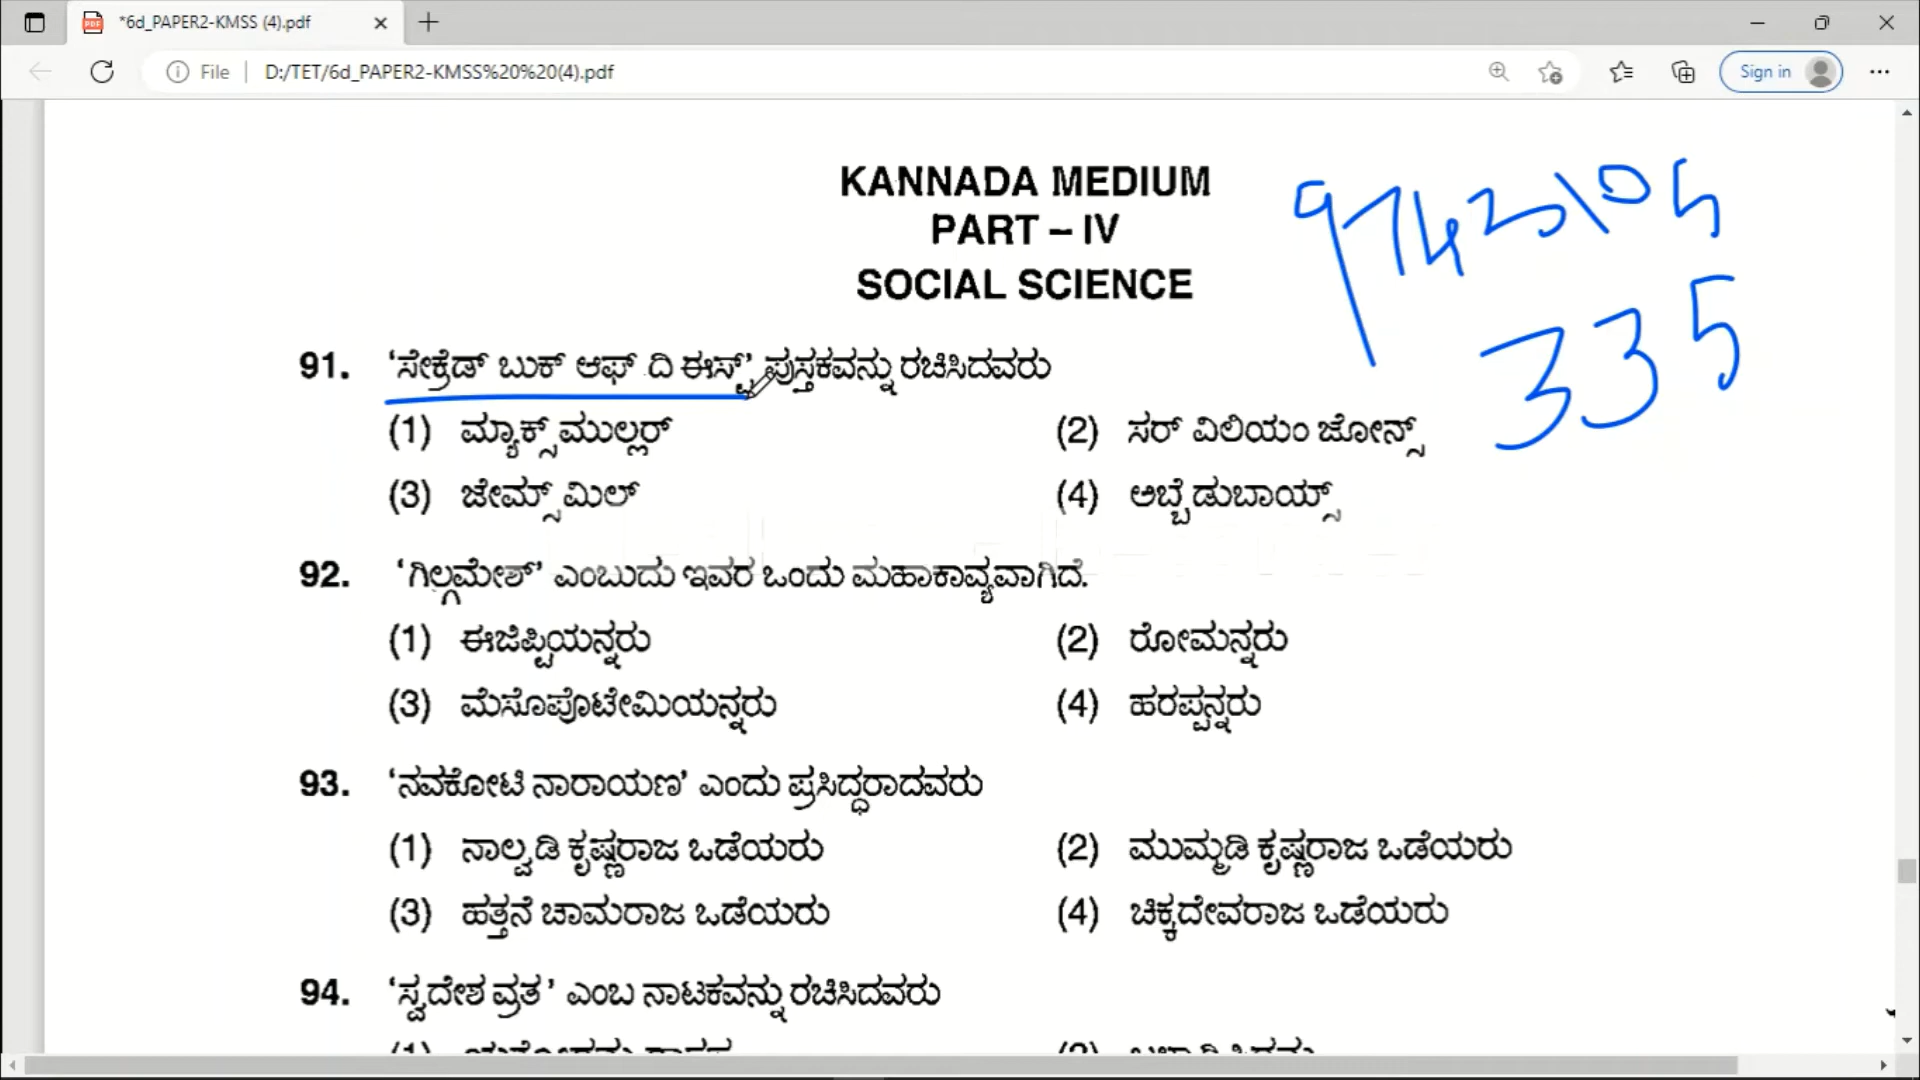 *6d_PAPER2-KMSS (4).pdf
File D:/TET/6d_PAPER2-KMSS%20%20(4).pdf Sign in
KANNADA MEDIUM
PART – IV
SOCIAL SCIENCE
335
91. ‘ಸೇಕ್ರೆಡ್ ಬುಕ್ ಆಫ್ ದಿ ಈಸ್ಟ್’ ಪುಸ್ತಕವನ್ನು ರಚಿಸಿದವರು
(1) ಮ್ಯಾಕ್ಸ್‌ಮುಲ್ಲರ್ (2) ಸರ್ ವಿಲಿಯಂ ಜೋನ್ಸ್
(3) ಜೇಮ್ಸ್‌ಮಿಲ್ (4) ಅಬ್ಬೆಡುಬಾಯ್ಸ್
92. ‘ಗಿಲ್ಗಮೇಶ್’ ಎಂಬುದು ಇವರ ಒಂದು ಮಹಾಕಾವ್ಯವಾಗಿದೆ.
(1) ಈಜಿಪ್ಟಿಯನ್ನರು (2) ರೋಮನ್ನರು
(3) ಮೆಸೊಪೊಟೇಮಿಯನ್ನರು (4) ಹರಪ್ಪನ್ನರು
93. ‘ನವಕೋಟಿ ನಾರಾಯಣ’ ಎಂದು ಪ್ರಸಿದ್ಧರಾದವರು
(1) ನಾಲ್ವಡಿ ಕೃಷ್ಣರಾಜ ಒಡೆಯರು (2) ಮುಮ್ಮಡಿ ಕೃಷ್ಣರಾಜ ಒಡೆಯರು
(3) ಹತ್ತನೆ ಚಾಮರಾಜ ಒಡೆಯರು (4) ಚಿಕ್ಕದೇವರಾಜ ಒಡೆಯರು
94. ‘ಸ್ವದೇಶ ವ್ರತ’ ಎಂಬ ನಾಟಕವನ್ನು ರಚಿಸಿದವರು